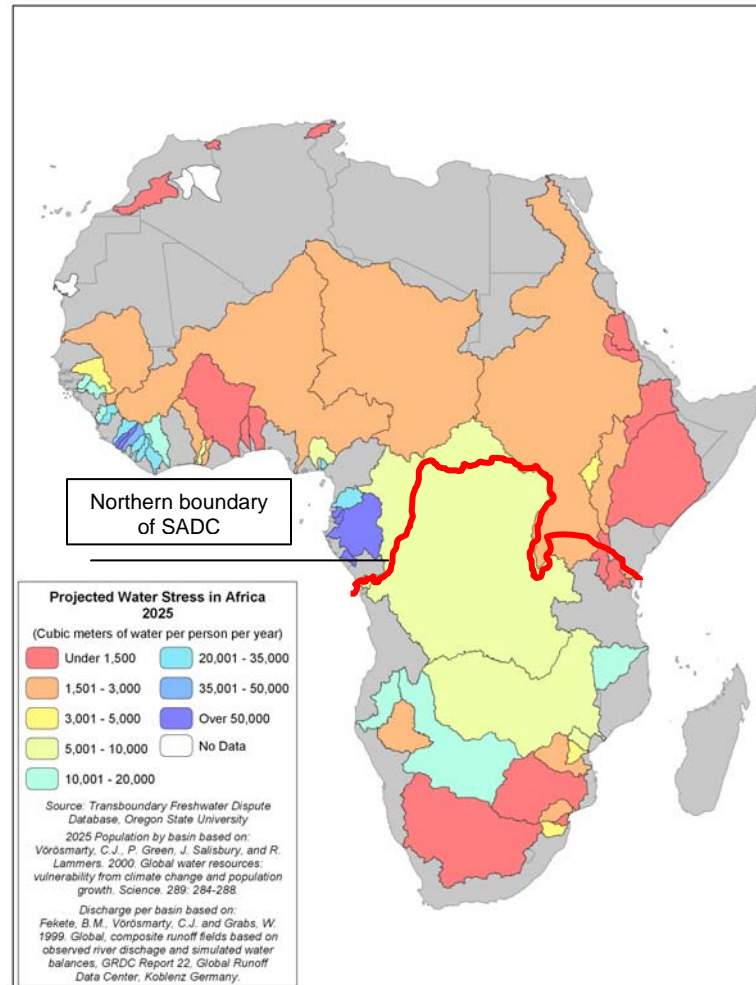 Northern boundary
of SADC
Projected Water Stress in Africa
2025
(Cubic meters of water per person per year)
Under 1,500
1,501 - 3,000
3,001 - 5,000
5,001 - 10,000
10,001 - 20,000
20,001 - 35,000
35,001 - 50,000
Over 50,000
No Data
Source: Transboundary Freshwater Dispute
Database, Oregon State University
2025 Population by basin based on:
Vörösmarty, C.J., P. Green, J. Salisbury, and R.
Lammers. 2000. Global water resources:
vulnerability from climate change and population
growth. Science. 289: 284-288.
Discharge per basin based on:
Fekete, B.M., Vörösmarty, C.J. and Grabs, W.
1999. Global, composite runoff fields based on
observed river dischage and simulated water
balances, GRDC Report 22, Global Runoff
Data Center, Koblenz Germany.